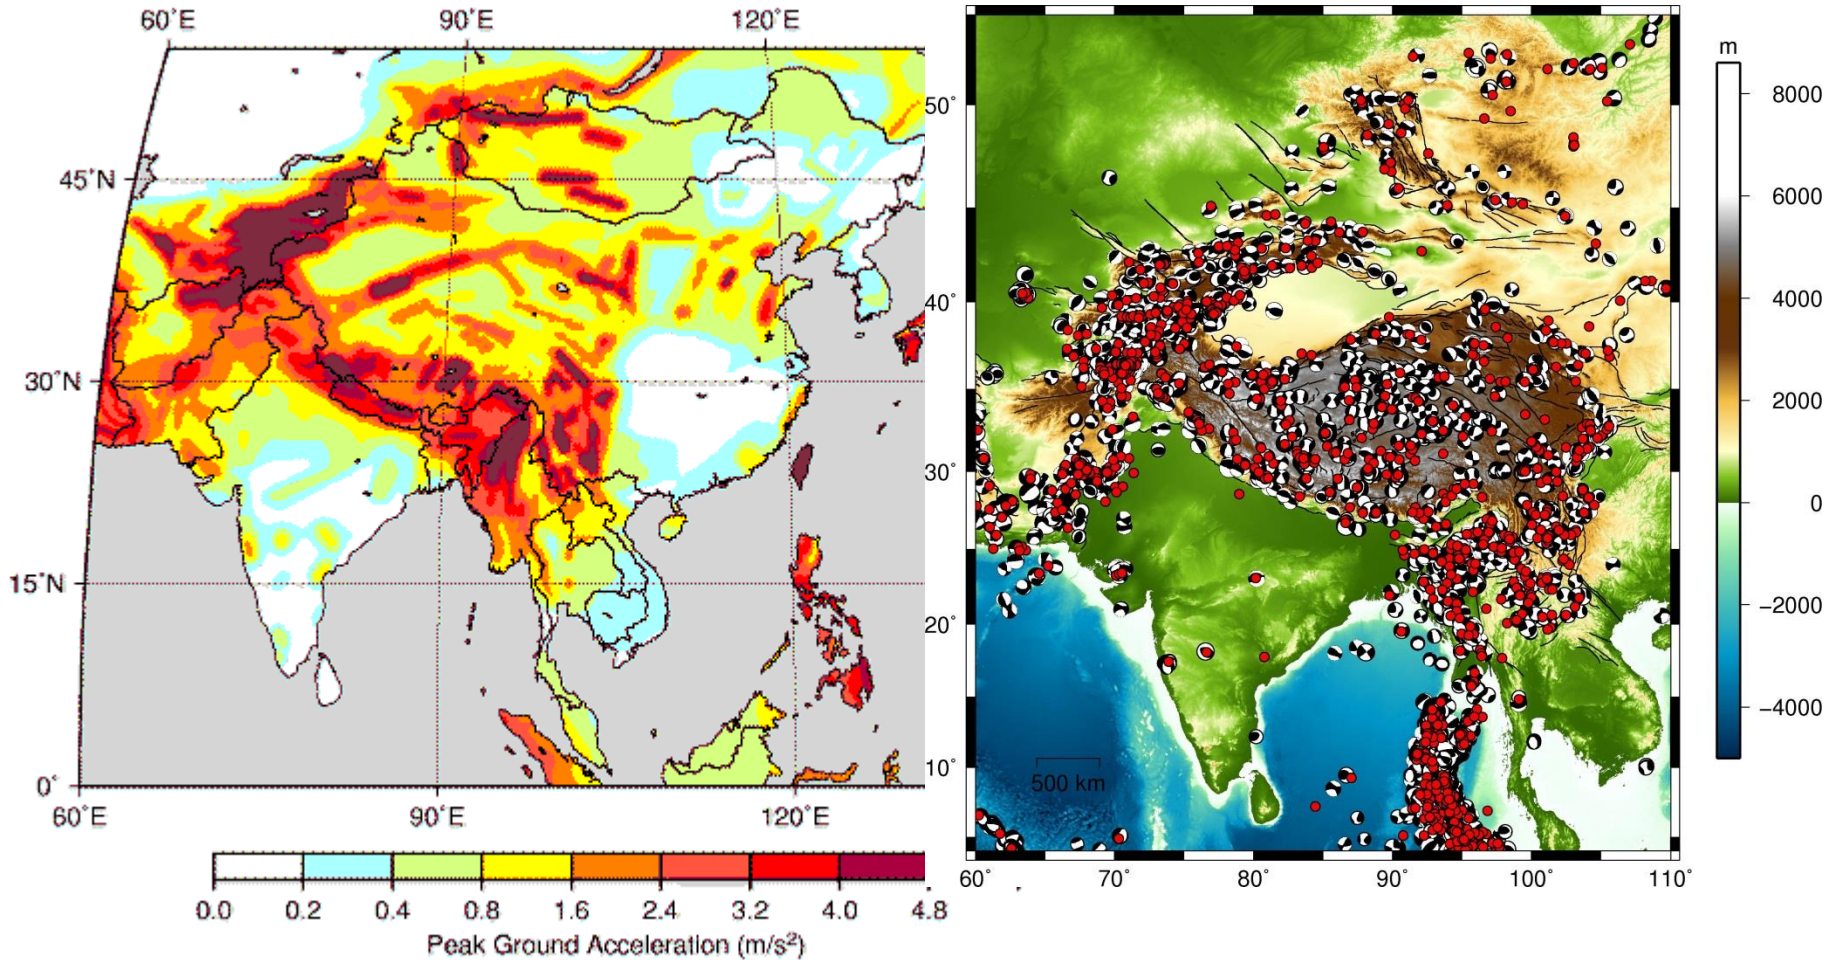 60°E 90°E 120°E
45°N
30°N
15°N
0°
60°E 90°E 120°E
0.0 0.2 0.4 0.8 1.6 2.4 3.2 4.0 4.8
Peak Ground Acceleration (m/s²)
50°
40°
30°
20°
10°
500 km
60° 70° 80° 90° 100° 110°
m
8000
6000
4000
2000
0
−2000
−4000